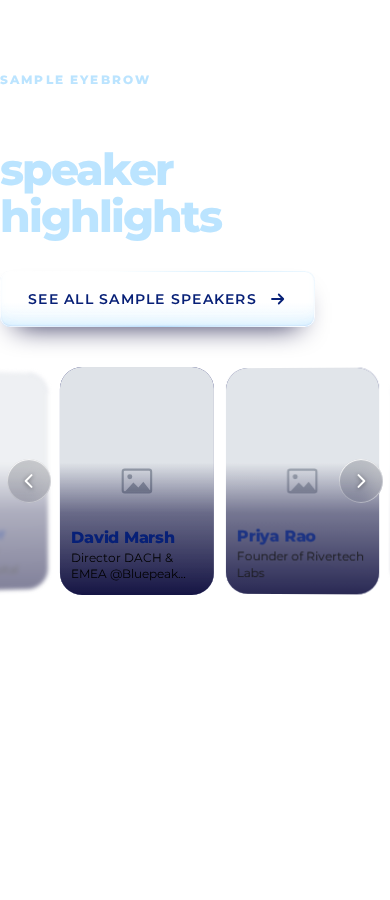 SAMPLE EYEBROW
speaker
highlights
SEE ALL SAMPLE SPEAKERS
David Marsh
Director DACH &
EMEA @Bluepeak...
Priya Rao
Founder of Rivertech
Labs